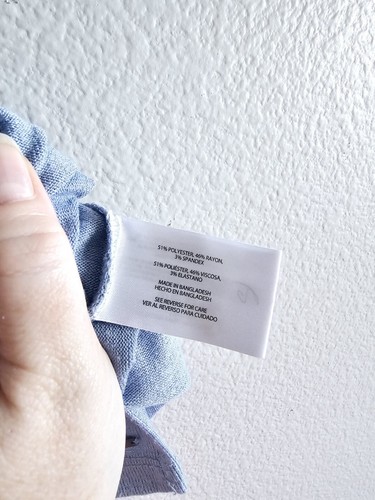 51% POLYESTER, 46% RAYON,
3% SPANDEX
51% POLIÉSTER, 46% VISCOSA,
3% ELASTANO
MADE IN BANGLADESH
HECHO EN BANGLADESH
SEE REVERSE FOR CARE
VER AL REVERSO PARA CUIDADO